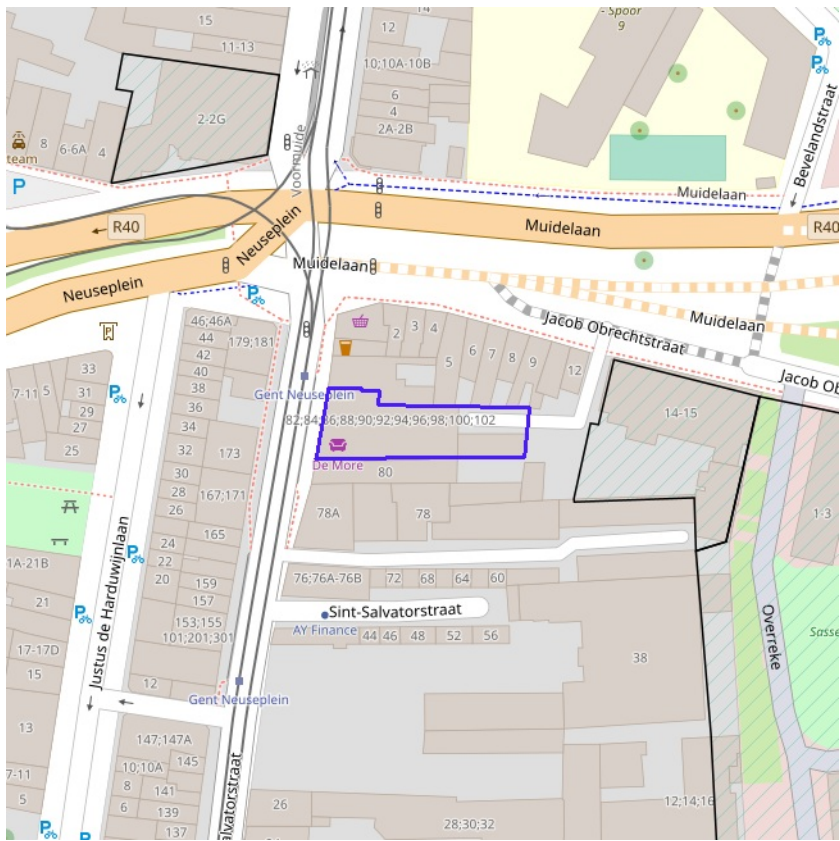 15
11-13
2-2G
8
6-6A
4
team
P
Voormuide
12
10;10A-10B
6
4
2A-2B
- Spoor
9
P
P
Bevelandstraat
Muidelaan
R40
Neuseplein
Muidelaan
R40
Neuseplein
Muidelaan
P
Muidelaan
Jacob Obrechtstraat
Jacob Ob
P
46;46A
44
42
40
38
36
34
32
30
28
26
24
22
20
179;181
173
167;171
165
159
157
153;155
101;201;301
12
2
3
4
5
6
7
8
9
12
Gent Neuseplein
82;84;86;88;90;92;94;96;98;100;102
De More
80
78A
78
14-15
1-3
33
31
29
27
25
7-11
5
P
P
P
1A-21B
21
17-17D
15
13
7-11
5
Justus de Harduwijnlaan
76;76A-76B
72
68
64
60
Sint-Salvatorstraat
AY Finance
44
46
48
52
56
38
Overreke
Sasse
Gent Neuseplein
147;147A
145
10;10A
8
6
141
139
137
alvatorstraat
26
28;30;32
12;14;16
P
P